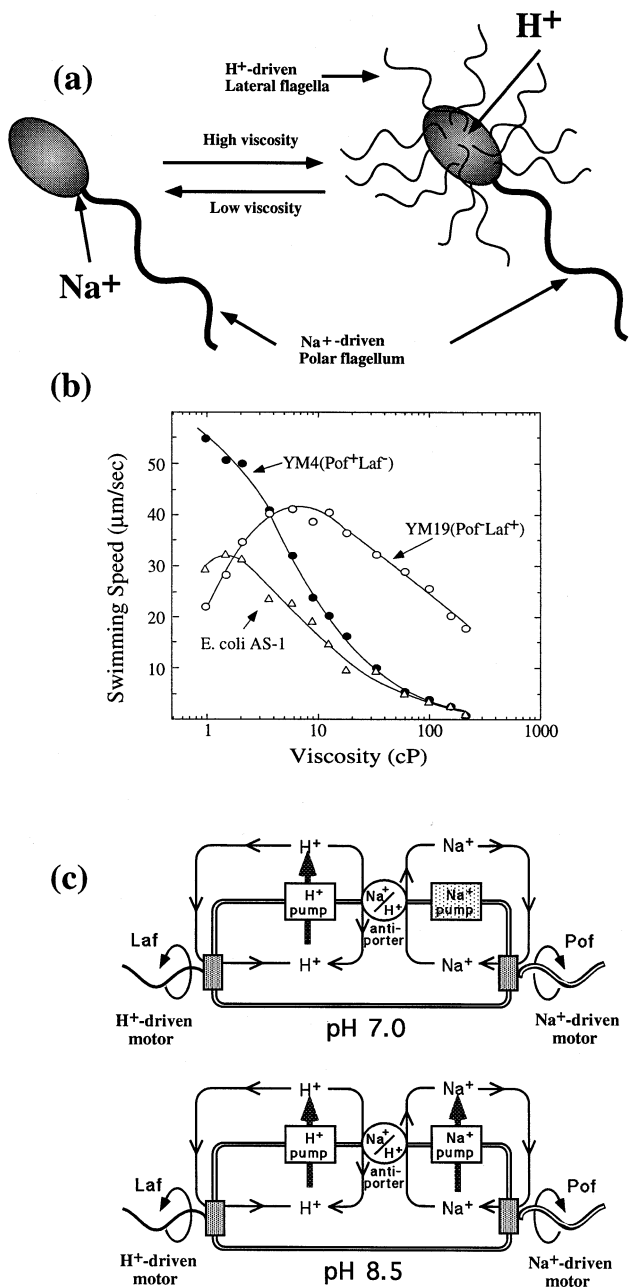 (a)
H+
H+-driven
Lateral flagella
High viscosity
Low viscosity
Na+
Na+-driven
Polar flagellum
(b)
50
40
30
20
10
Swimming Speed (μm/sec)
YM4(Pof+Laf-)
YM19(Pof-Laf+)
E. coli AS-1
1
10
100
1000
Viscosity (cP)
(c)
H+
Na+
H+
pump
Na+/H+
anti-
porter
Na+
pump
Laf
H+
Na+
Pof
H+-driven
motor
pH 7.0
Na+-driven
motor
H+
Na+
H+
pump
Na+/H+
anti-
porter
Na+
pump
Laf
H+
Na+
Pof
H+-driven
motor
pH 8.5
Na+-driven
motor